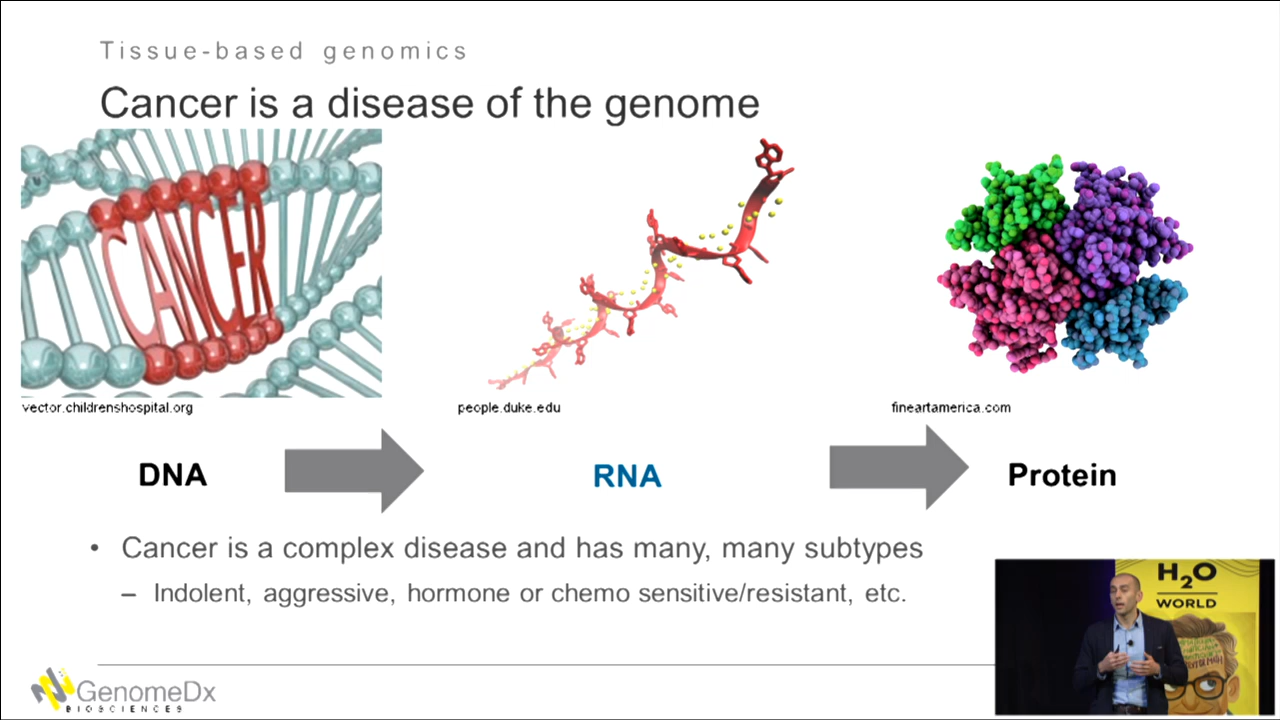 Tissue-based genomics
Cancer is a disease of the genome
CANCER
vector.childrenshospital.org
people.duke.edu
fineartamerica.com
DNA
RNA
Protein
• Cancer is a complex disease and has many, many subtypes
– Indolent, aggressive, hormone or chemo sensitive/resistant, etc.
H2O
WORLD
GenomeDx
BIOSCIENCES